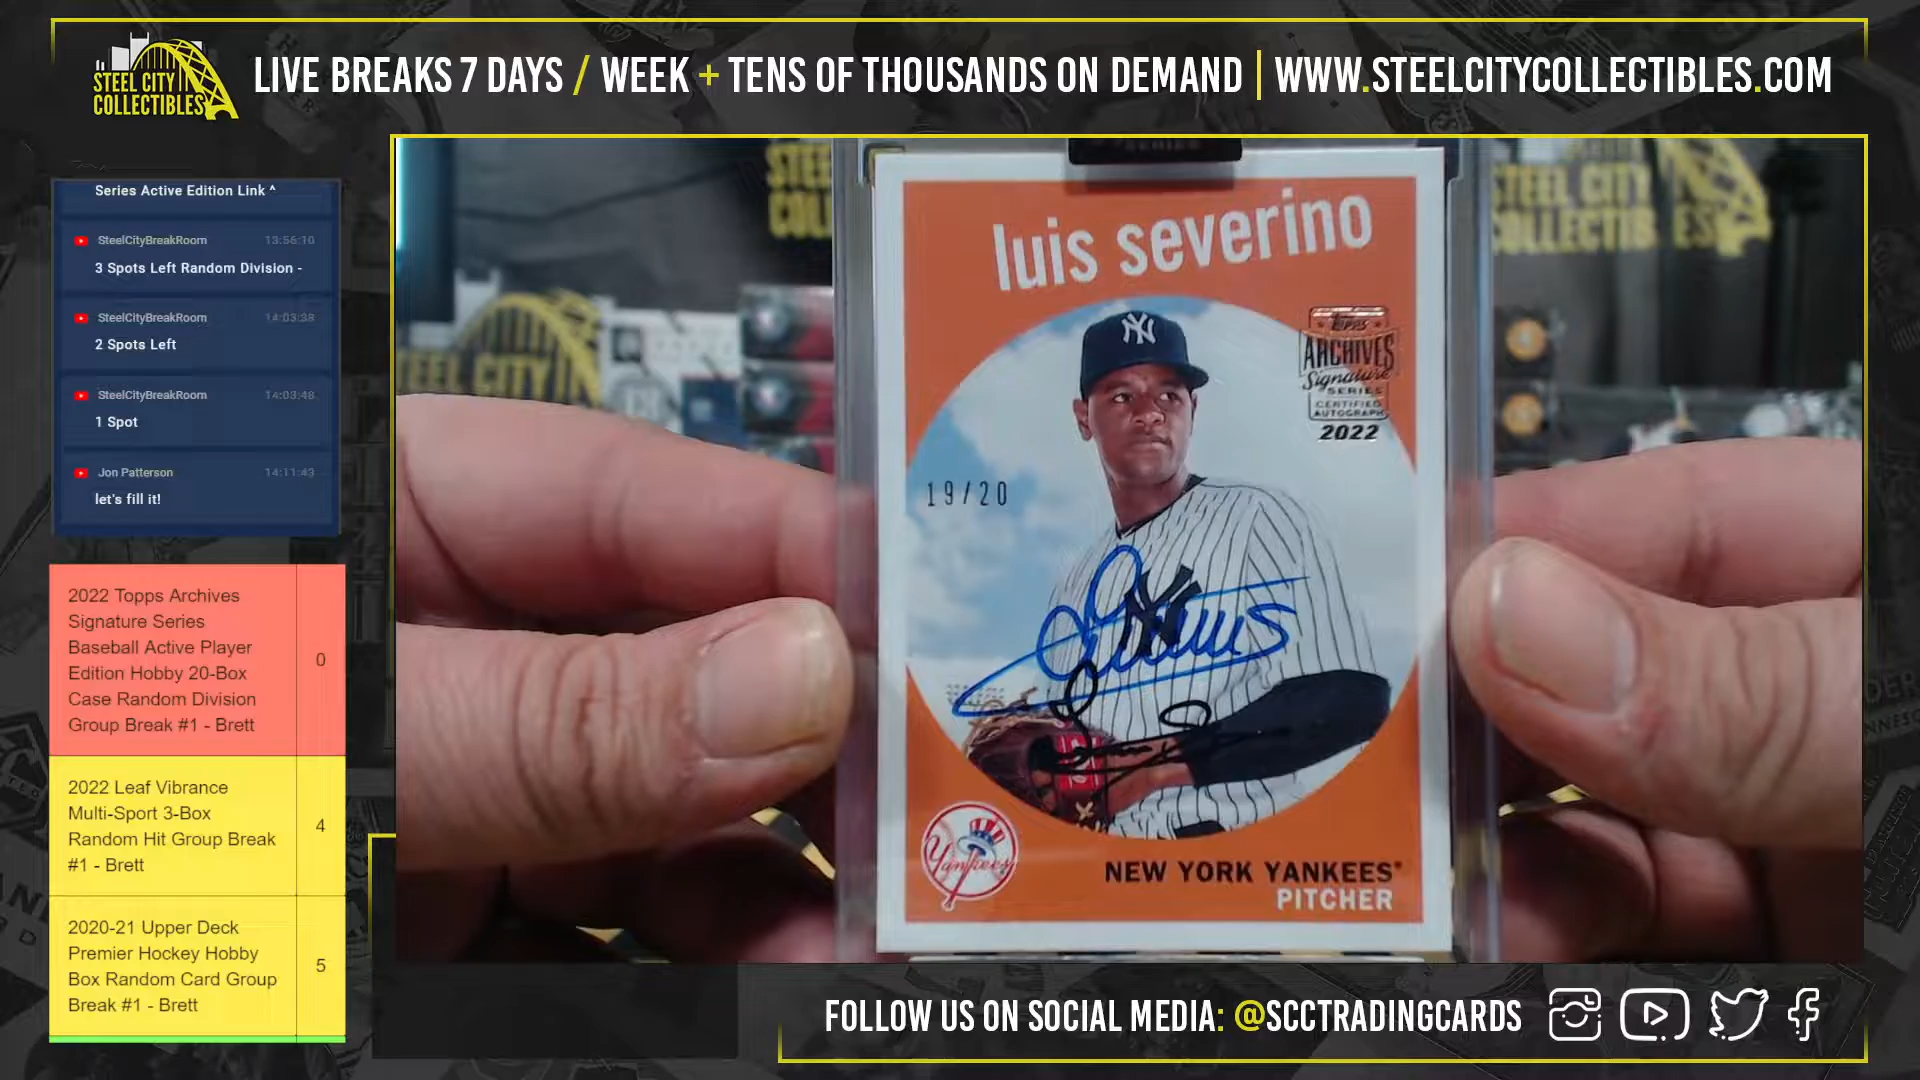 STEEL CITY
COLLECTIBLES
LIVE BREAKS 7 DAYS / WEEK + TENS OF THOUSANDS ON DEMAND | WWW.STEELCITYCOLLECTIBLES.COM
Series Active Edition Link ^
SteelCityBreakRoom 13:56:10
3 Spots Left Random Division -
SteelCityBreakRoom 14:03:38
2 Spots Left
SteelCityBreakRoom 14:03:48
1 Spot
Jon Patterson 14:11:43
let's fill it!
2022 Topps Archives
Signature Series
Baseball Active Player
Edition Hobby 20-Box
Case Random Division
Group Break #1 - Brett
0
2022 Leaf Vibrance
Multi-Sport 3-Box
Random Hit Group Break
#1 - Brett
4
2020-21 Upper Deck
Premier Hockey Hobby
Box Random Card Group
Break #1 - Brett
5
luis severino
TOPPS
ARCHIVES
Signature
SERIES
CERTIFIED
AUTOGRAPH
2022
19/20
NY
Yankees
NEW YORK YANKEES
PITCHER
FOLLOW US ON SOCIAL MEDIA: @SCCTRADINGCARDS